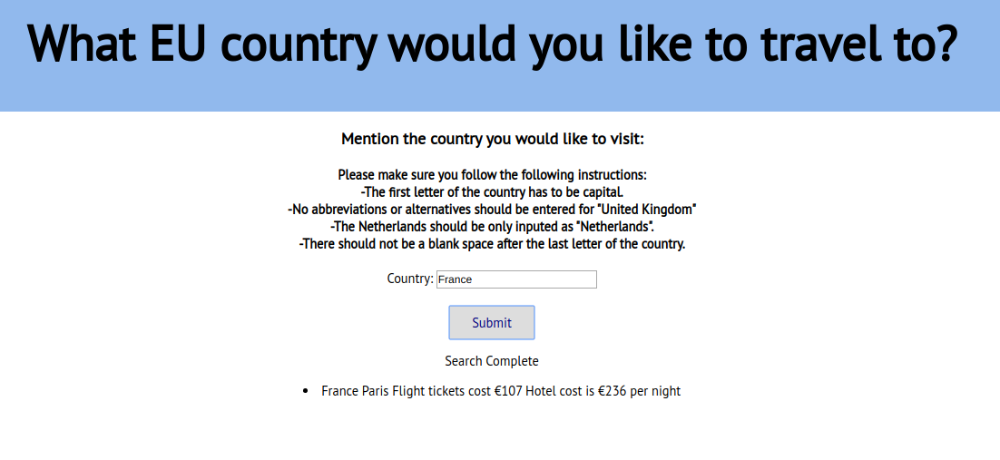 What EU country would you like to travel to?
Mention the country you would like to visit:
Please make sure you follow the following instructions:
-The first letter of the country has to be capital.
-No abbreviations or alternatives should be entered for "United Kingdom"
-The Netherlands should be only inputed as "Netherlands".
-There should not be a blank space after the last letter of the country.
Country: France
Submit
Search Complete
• France Paris Flight tickets cost €107 Hotel cost is €236 per night